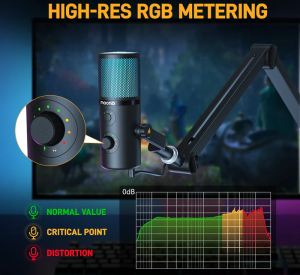 HIGH-RES RGB METERING
0dB
NORMAL VALUE
CRITICAL POINT
DISTORTION